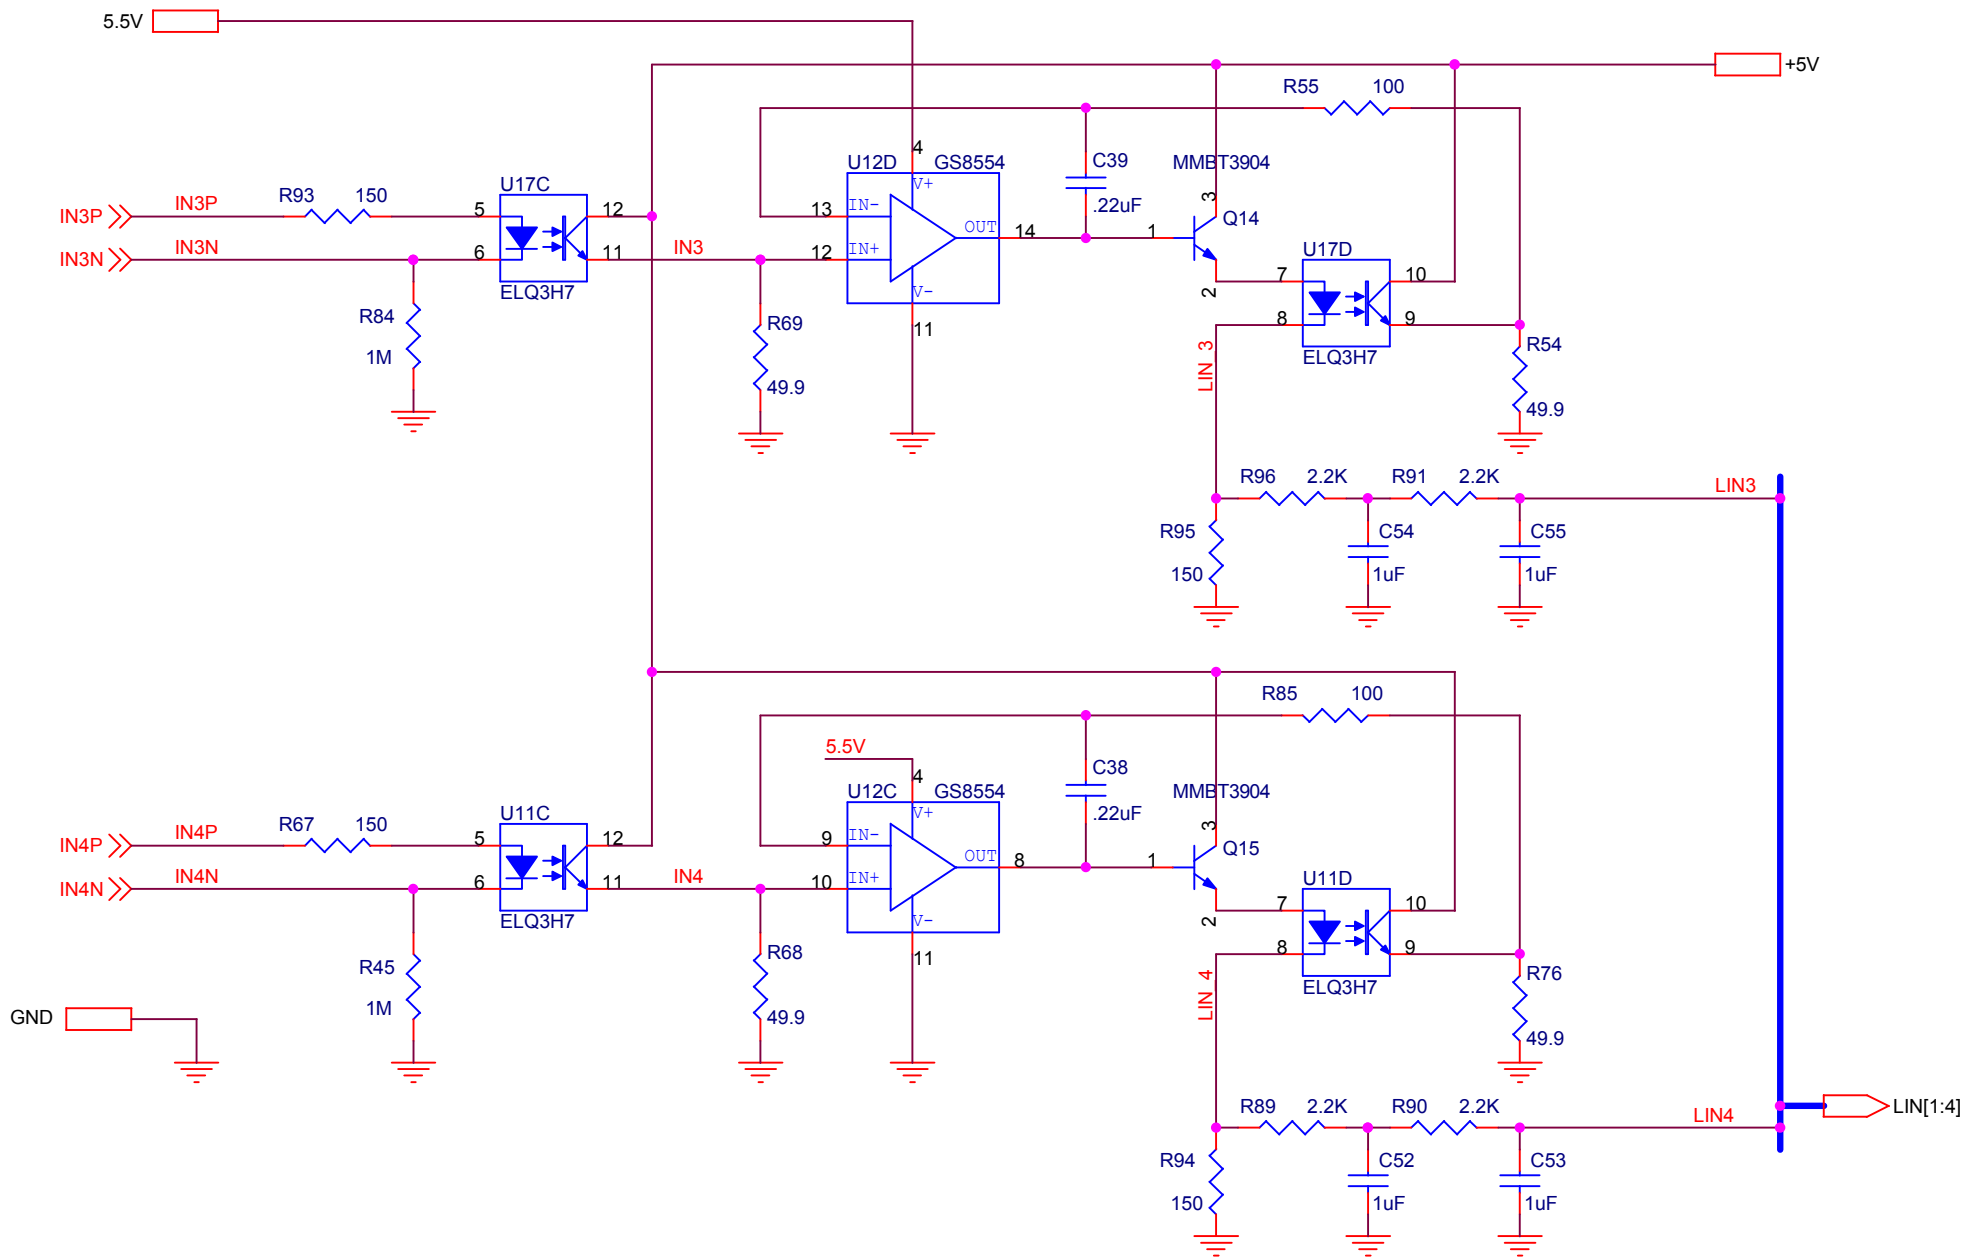 5.5V
+5V
R55 100
4
U12D GS8554
C39
MMBT3904
V+
U17C
R93 150
IN3P IN3P
5 12
13 IN-
.22uF
3
Q14
OUT
14
1
IN3N IN3N
6 11
IN3
12 IN+
U17D
ELQ3H7
V-
2
7 10
R84
1M
R69
11
8 9
R54
LIN_3
ELQ3H7
49.9
49.9
R96 2.2K R91 2.2K
LIN3
R95
C54
C55
150
1uF
1uF
R85 100
5.5V
4
C38
U12C GS8554
MMBT3904
U11C
V+
.22uF
R67 150
IN4P IN4P
5 12
9 IN-
3
Q15
OUT
8
1
IN4N IN4N
6 11
IN4
10 IN+
U11D
ELQ3H7
V-
2
7 10
R45
R68
11
8 9
R76
1M
49.9
LIN_4
ELQ3H7
GND
49.9
R89 2.2K R90 2.2K
LIN4
LIN[1:4]
R94
C52
C53
150
1uF
1uF